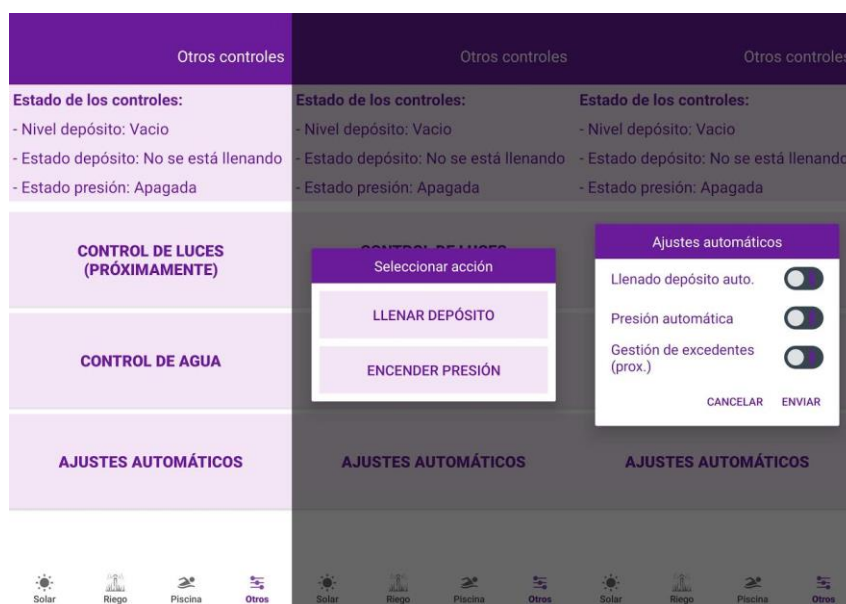 Otros controles
Estado de los controles:
- Nivel depósito: Vacio
- Estado depósito: No se está llenando
- Estado presión: Apagada
CONTROL DE LUCES
(PRÓXIMAMENTE)
CONTROL DE AGUA
AJUSTES AUTOMÁTICOS
Solar
Riego
Piscina
Otros
Otros controles
Estado de los controles:
- Nivel depósito: Vacio
- Estado depósito: No se está llenando
- Estado presión: Apagada
CONTROL DE LUCES
Seleccionar acción
LLENAR DEPÓSITO
ENCENDER PRESIÓN
AJUSTES AUTOMÁTICOS
Solar
Riego
Piscina
Otros
Otros controles
Estado de los controles:
- Nivel depósito: Vacio
- Estado depósito: No se está llenando
- Estado presión: Apagada
Ajustes automáticos
Llenado depósito auto.
Presión automática
Gestión de excedentes
(prox.)
CANCELAR
ENVIAR
AJUSTES AUTOMÁTICOS
Solar
Riego
Piscina
Otros